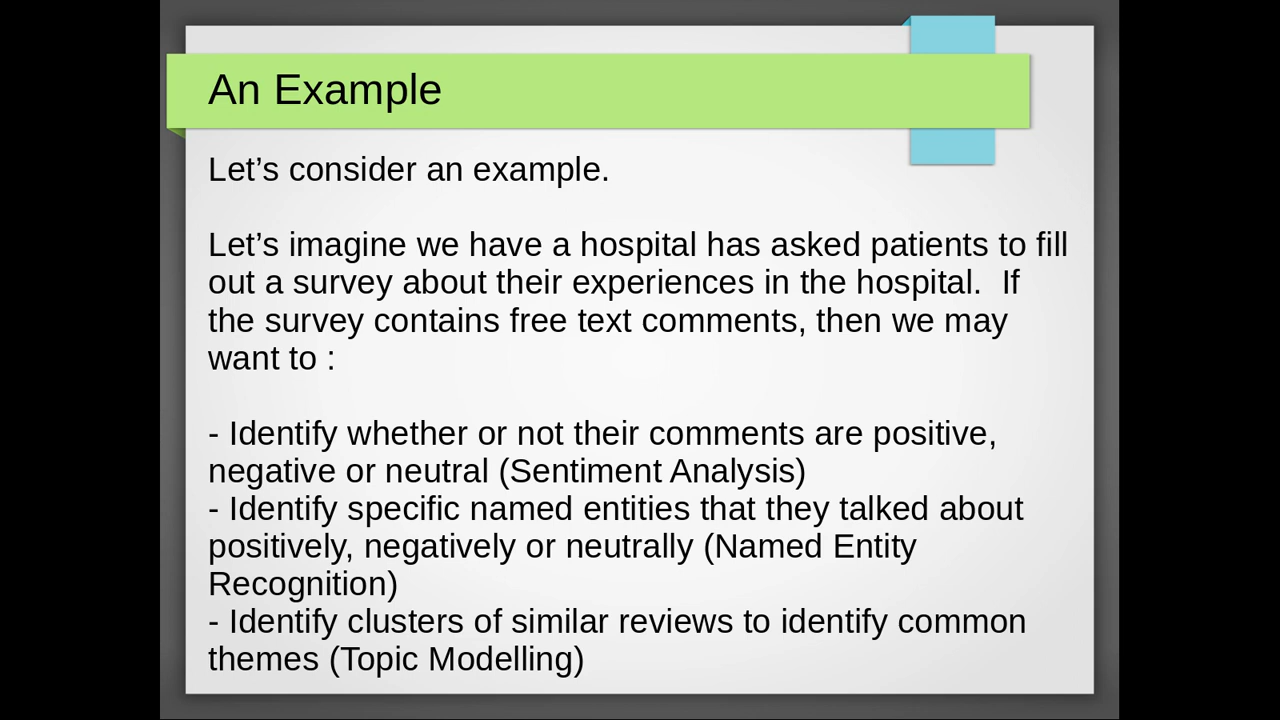 An Example
Let’s consider an example.
Let’s imagine we have a hospital has asked patients to fill
out a survey about their experiences in the hospital.  If
the survey contains free text comments, then we may
want to :
- Identify whether or not their comments are positive,
negative or neutral (Sentiment Analysis)
- Identify specific named entities that they talked about
positively, negatively or neutrally (Named Entity
Recognition)
- Identify clusters of similar reviews to identify common
themes (Topic Modelling)